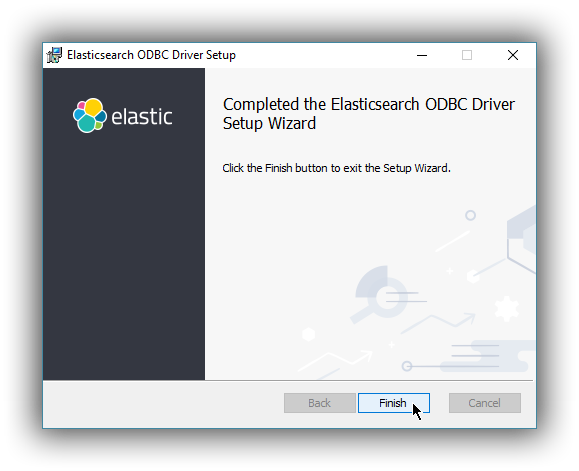 Elasticsearch ODBC Driver Setup
elastic
Completed the Elasticsearch ODBC Driver
Setup Wizard
Click the Finish button to exit the Setup Wizard.
Back
Finish
Cancel